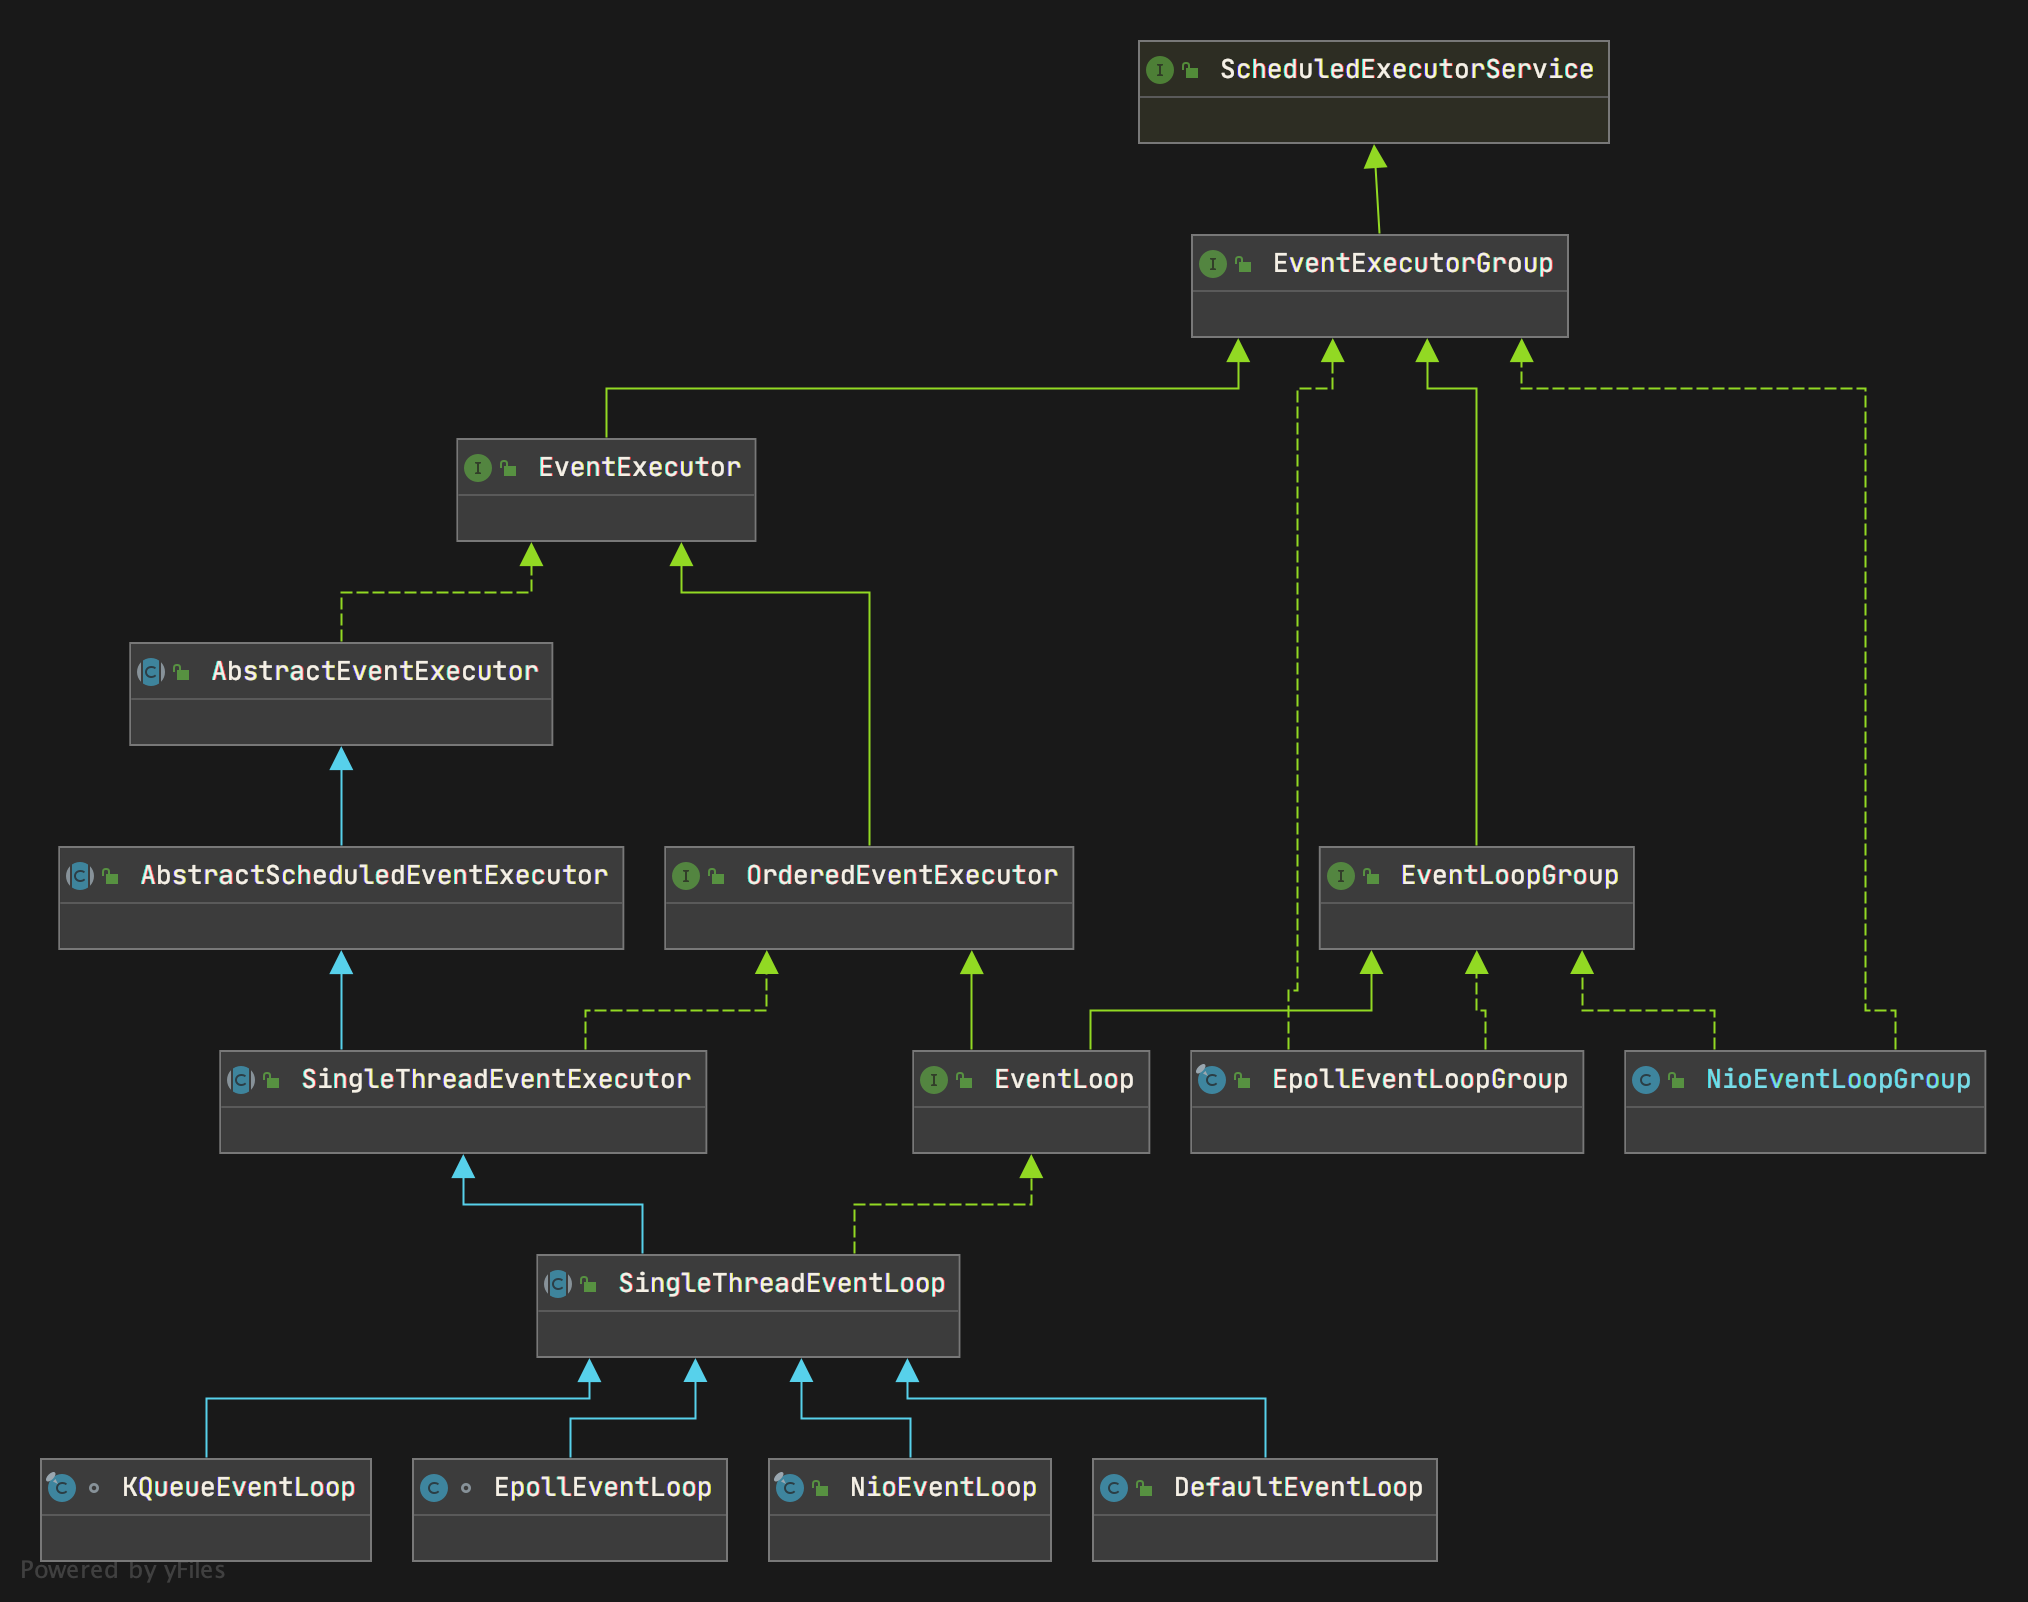 ScheduledExecutorService
EventExecutorGroup
EventExecutor
AbstractEventExecutor
AbstractScheduledEventExecutor
OrderedEventExecutor
EventLoopGroup
SingleThreadEventExecutor
EventLoop
EpollEventLoopGroup
NioEventLoopGroup
SingleThreadEventLoop
KQueueEventLoop
EpollEventLoop
NioEventLoop
DefaultEventLoop
Powered by yFiles